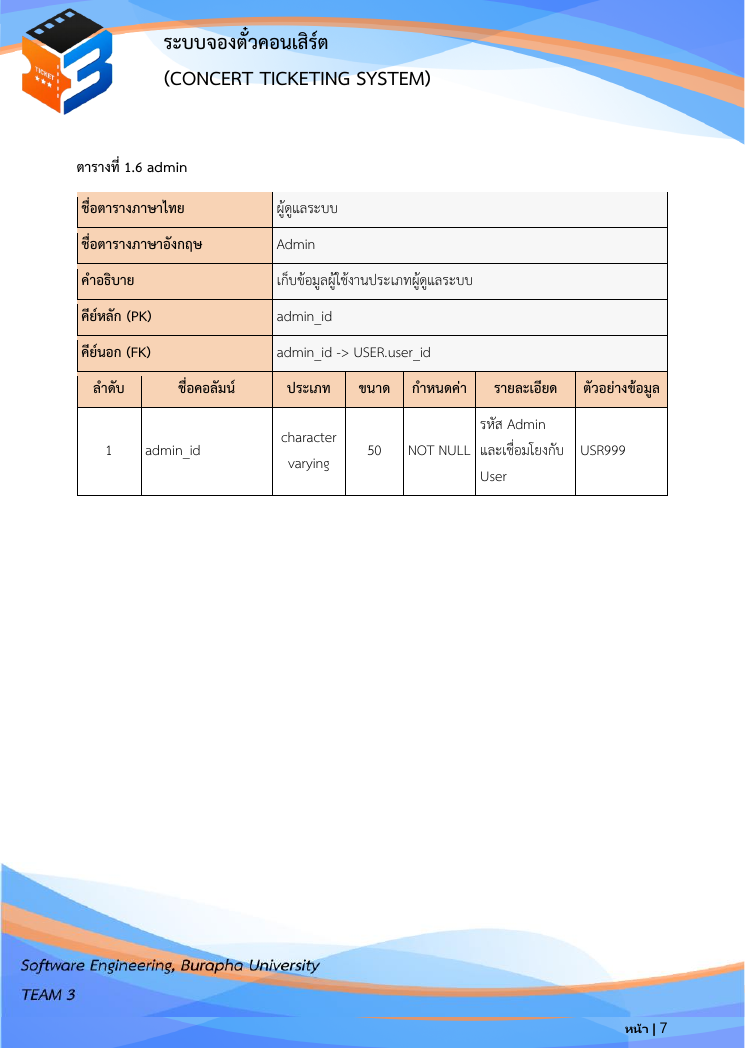 ระบบจองตั๋วคอนเสิร์ต
(CONCERT TICKETING SYSTEM)
TICKET
ตารางที่ 1.6 admin
ชื่อตารางภาษาไทย ผู้ดูแลระบบ
ชื่อตารางภาษาอังกฤษ Admin
คำอธิบาย เก็บข้อมูลผู้ใช้งานประเภทผู้ดูแลระบบ
คีย์หลัก (PK) admin_id
คีย์นอก (FK) admin_id -> USER.user_id
ลำดับ ชื่อคอลัมน์ ประเภท ขนาด กำหนดค่า รายละเอียด ตัวอย่างข้อมูล
1 admin_id character varying 50 NOT NULL รหัส Admin และเชื่อมโยงกับ User USR999
Software Engineering, Burapha University
TEAM 3
หน้า | 7